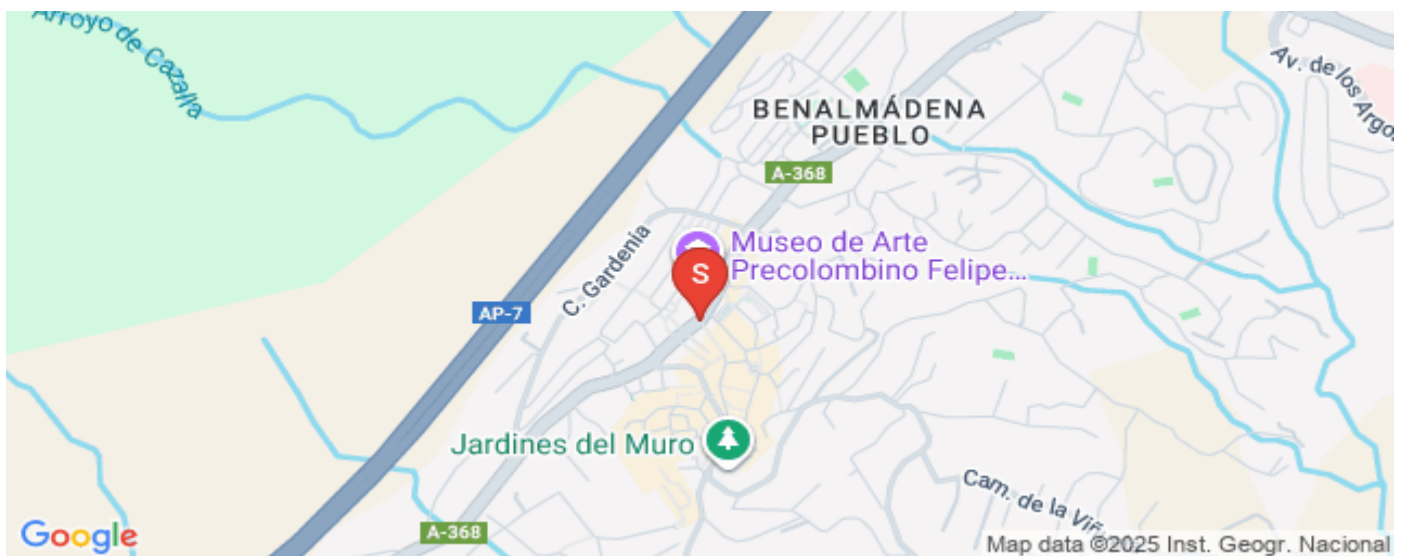 Arroyo de Cazalla
Av. de los Argo
BENALMÁDENA
PUEBLO
A-368
C. Gardenia
Museo de Arte
Precolombino Felipe...
S
AP-7
Jardines del Muro
Cam. de la Viñ
A-368
Google
Map data ©2025 Inst. Geogr. Nacional